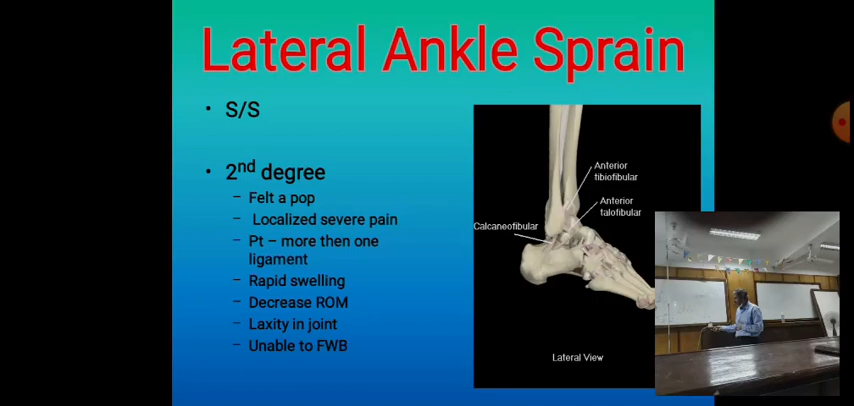 Lateral Ankle Sprain
• S/S
• 2nd degree
– Felt a pop
– Localized severe pain
– Pt – more then one
ligament
– Rapid swelling
– Decrease ROM
– Laxity in joint
– Unable to FWB
Anterior
tibiofibular
Anterior
talofibular
Calcaneofibular
Lateral View